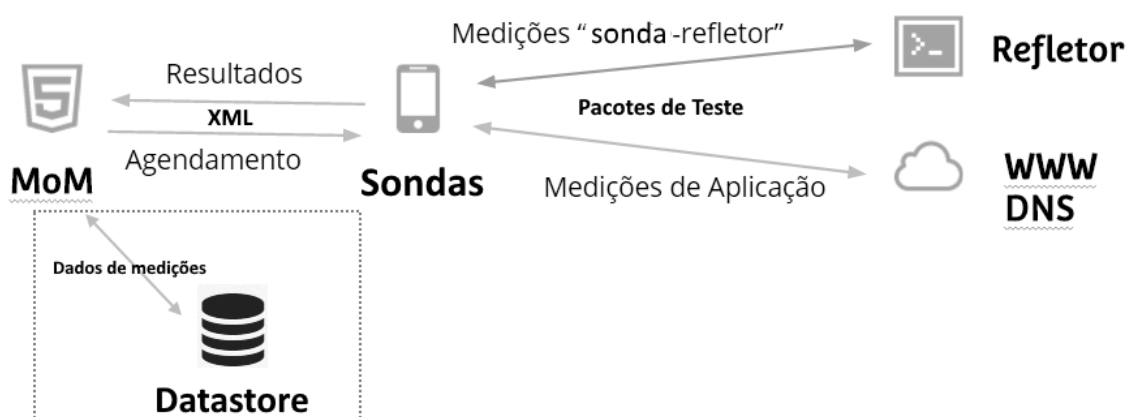 Medições “sonda-refletor”
Refletor
Resultados
XML
Pacotes de Teste
Agendamento
MoM
Sondas
Medições de Aplicação
WWW
DNS
Dados de medições
Datastore